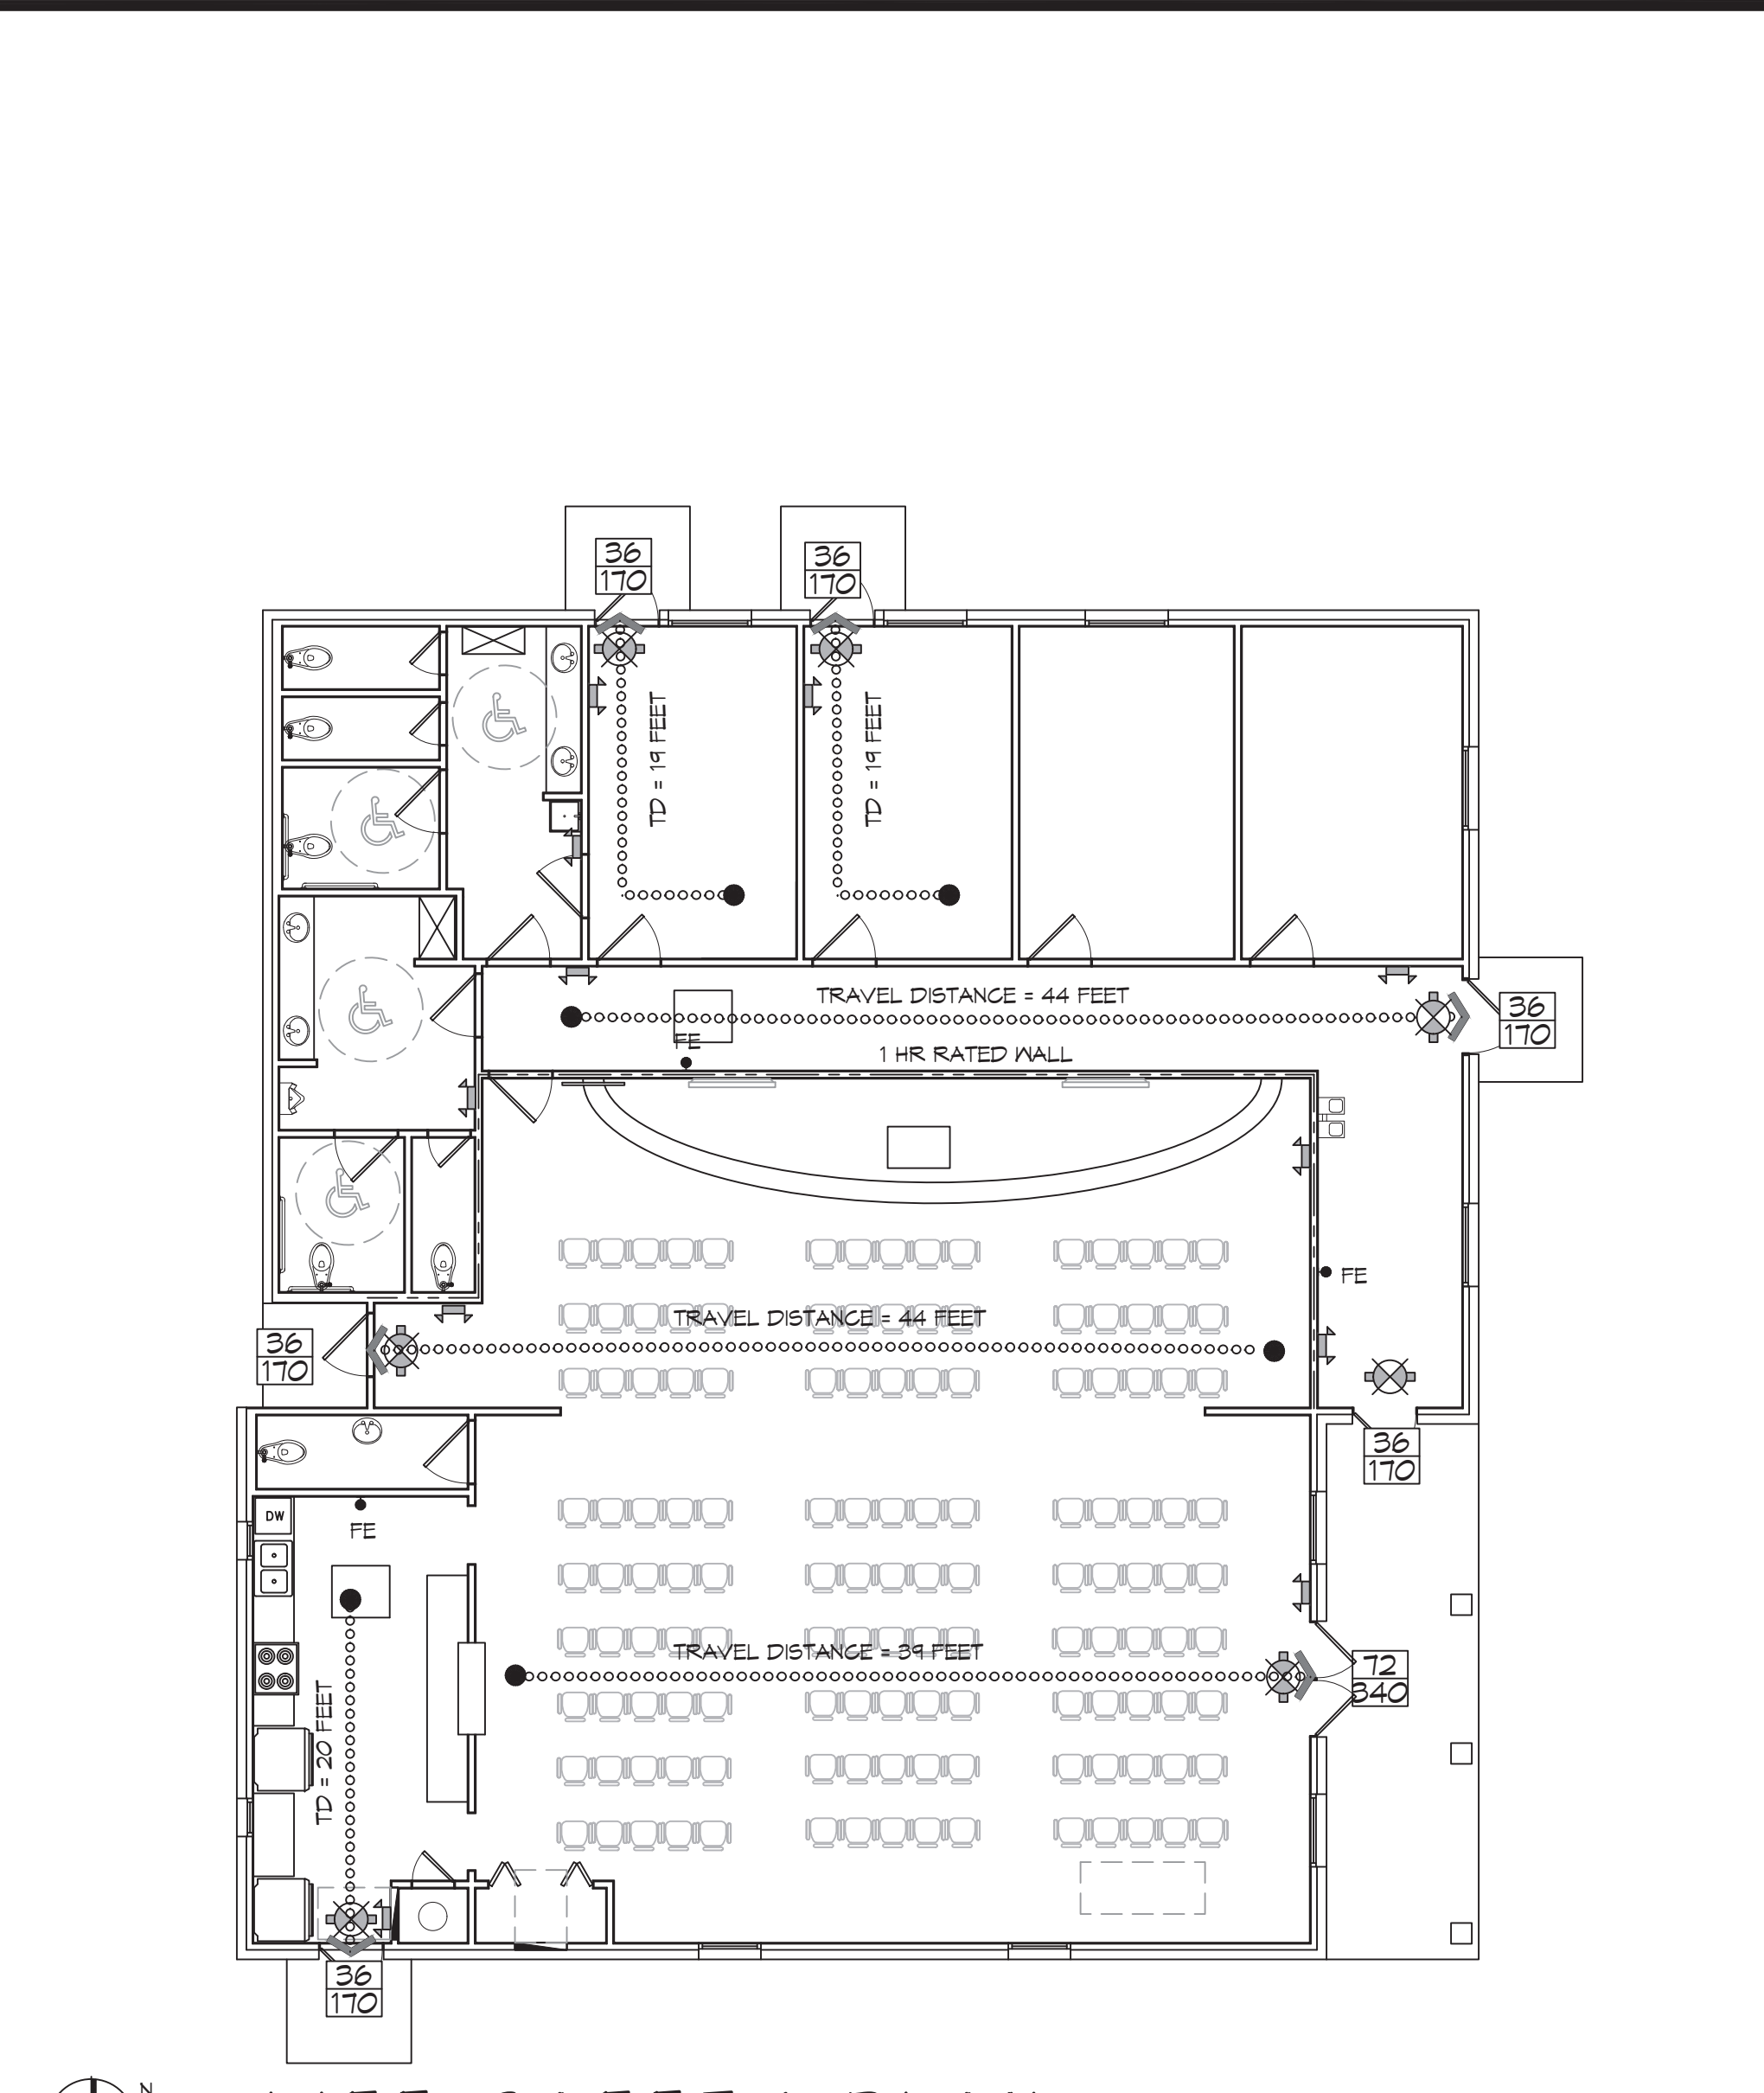 36
170
36
170
TD = 19 FEET
TD = 19 FEET
TRAVEL DISTANCE = 44 FEET
36
170
FE
1 HR RATED WALL
FE
TRAVEL DISTANCE = 44 FEET
36
170
36
170
DW
FE
TRAVEL DISTANCE = 39 FEET
72
340
TD = 20 FEET
36
170
N